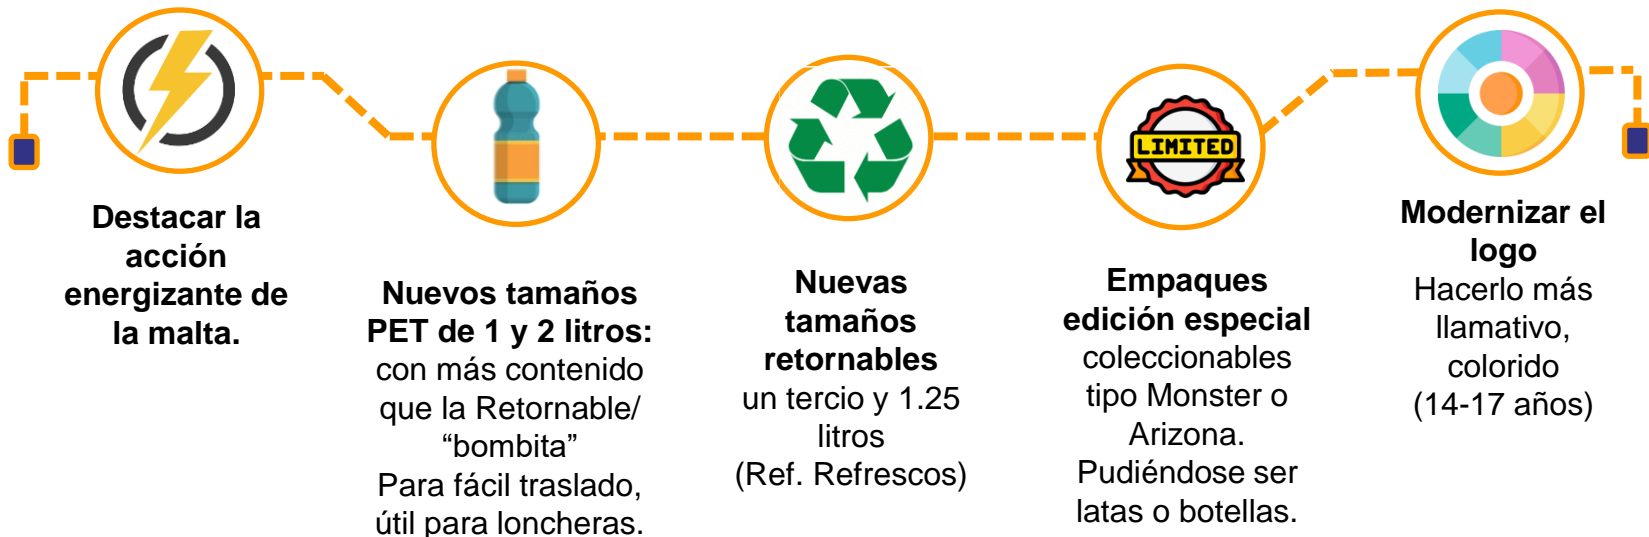 Destacar la
acción
energizante de
la malta.
Nuevos tamaños
PET de 1 y 2 litros:
con más contenido
que la Retornable/
“bombita”
Para fácil traslado,
útil para loncheras.
Nuevas
tamaños
retornables
un tercio y 1.25
litros
(Ref. Refrescos)
LIMITED
Empaques
edición especial
coleccionables
tipo Monster o
Arizona.
Pudiéndose ser
latas o botellas.
Modernizar el
logo
Hacerlo más
llamativo,
colorido
(14-17 años)